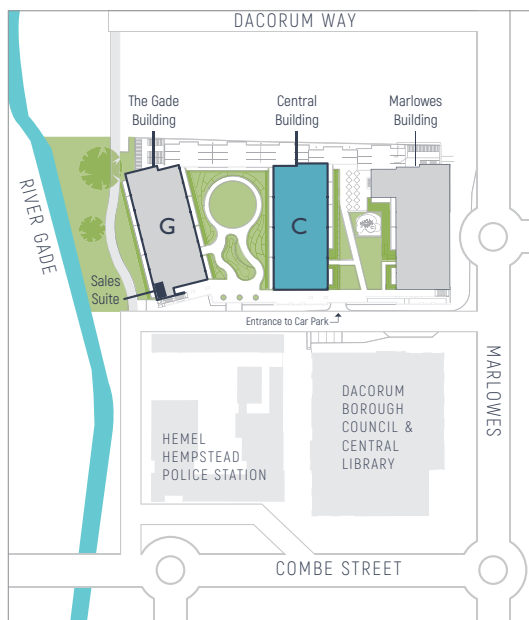 DACORUM WAY
The Gade
Building
Central
Building
Marlowes
Building
RIVER GADE
G
C
Sales
Suite
Entrance to Car Park
MARLOWES
DACORUM
BOROUGH
COUNCIL &
CENTRAL
LIBRARY
HEMEL
HEMPSTEAD
POLICE STATION
COMBE STREET